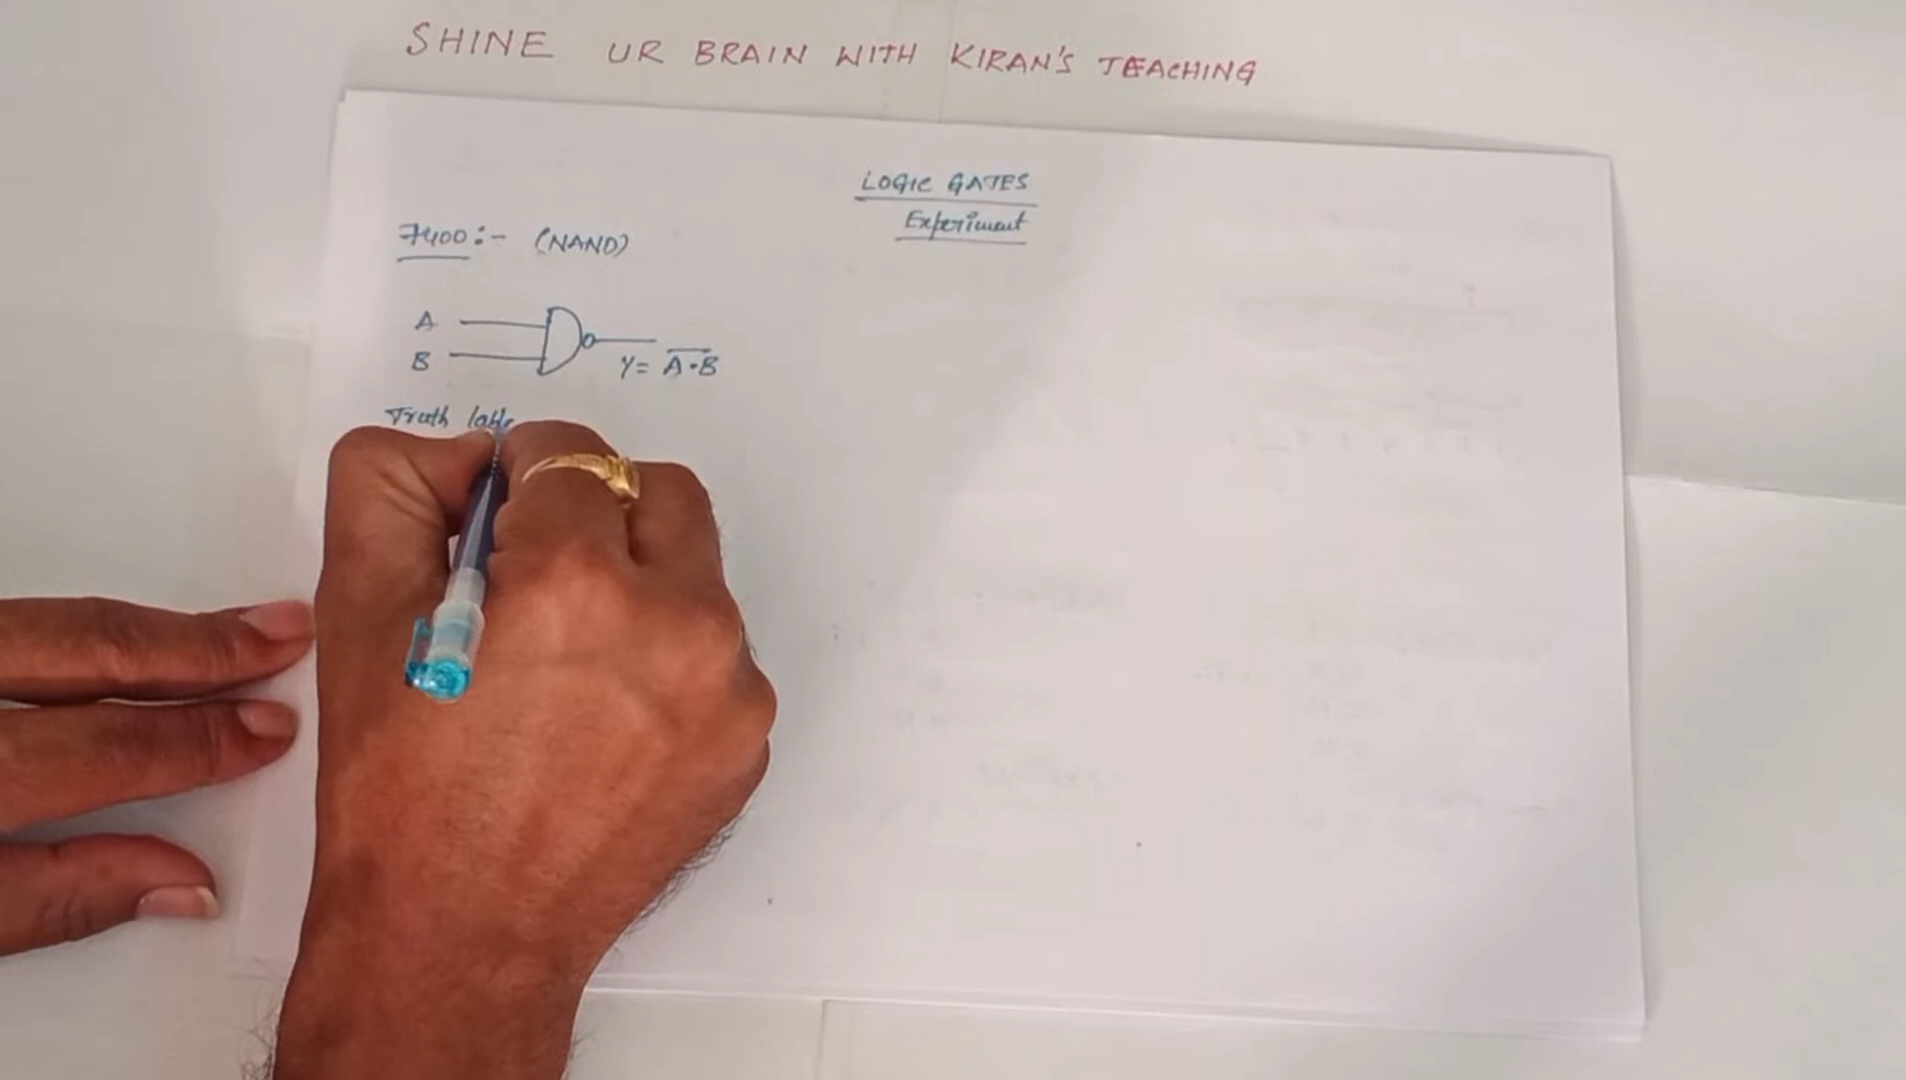 SHINE UR BRAIN WITH KIRAN'S TEACHING
LOGIC GATES
Experiment
7400:- (NAND)
A
B
Y= A̅·̅B̅
Truth table